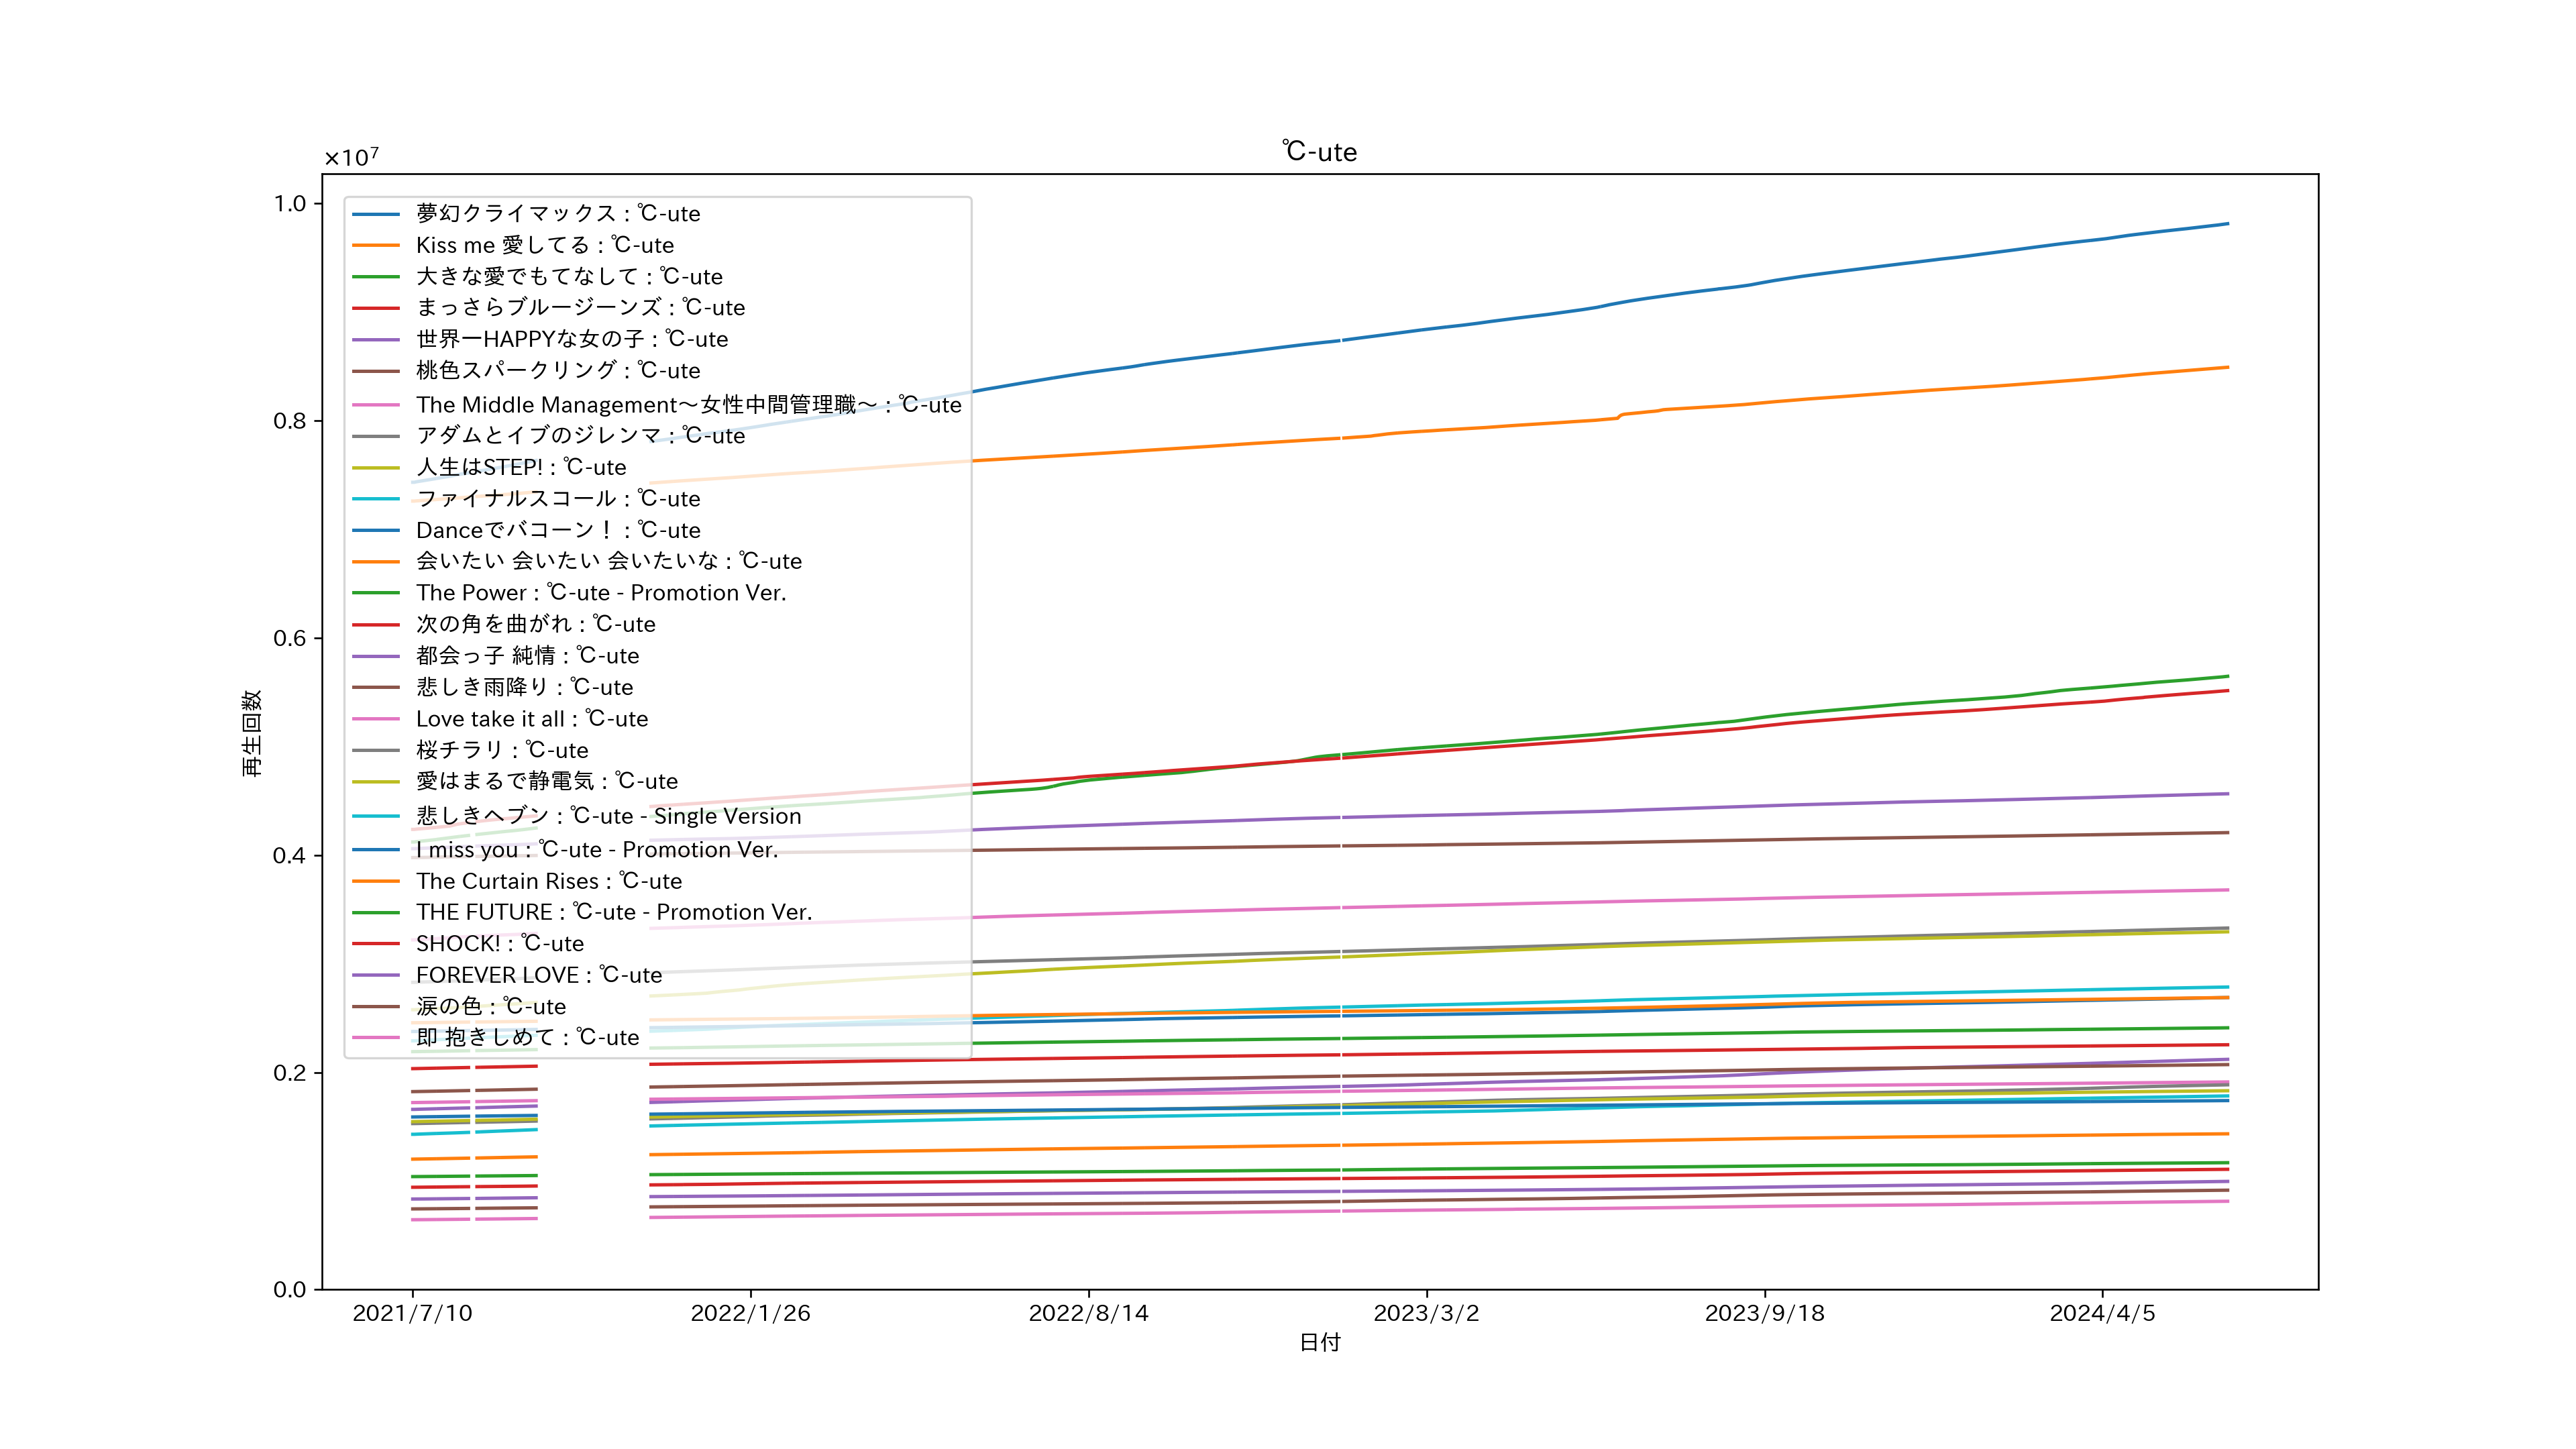 ℃-ute
×10⁷
1.0
0.8
0.6
0.4
0.2
0.0
再生回数
夢幻クライマックス : ℃-ute
Kiss me 愛してる : ℃-ute
大きな愛でもてなして : ℃-ute
まっさらブルージーンズ : ℃-ute
世界一HAPPYな女の子 : ℃-ute
桃色スパークリング : ℃-ute
The Middle Management～女性中間管理職～ : ℃-ute
アダムとイブのジレンマ : ℃-ute
人生はSTEP! : ℃-ute
ファイナルスコール : ℃-ute
Danceでバコーン！ : ℃-ute
会いたい 会いたい 会いたいな : ℃-ute
The Power : ℃-ute - Promotion Ver.
次の角を曲がれ : ℃-ute
都会っ子 純情 : ℃-ute
悲しき雨降り : ℃-ute
Love take it all : ℃-ute
桜チラリ : ℃-ute
愛はまるで静電気 : ℃-ute
悲しきヘブン : ℃-ute - Single Version
I miss you : ℃-ute - Promotion Ver.
The Curtain Rises : ℃-ute
THE FUTURE : ℃-ute - Promotion Ver.
SHOCK! : ℃-ute
FOREVER LOVE : ℃-ute
涙の色 : ℃-ute
即 抱きしめて : ℃-ute
2021/7/10
2022/1/26
2022/8/14
2023/3/2
2023/9/18
2024/4/5
日付